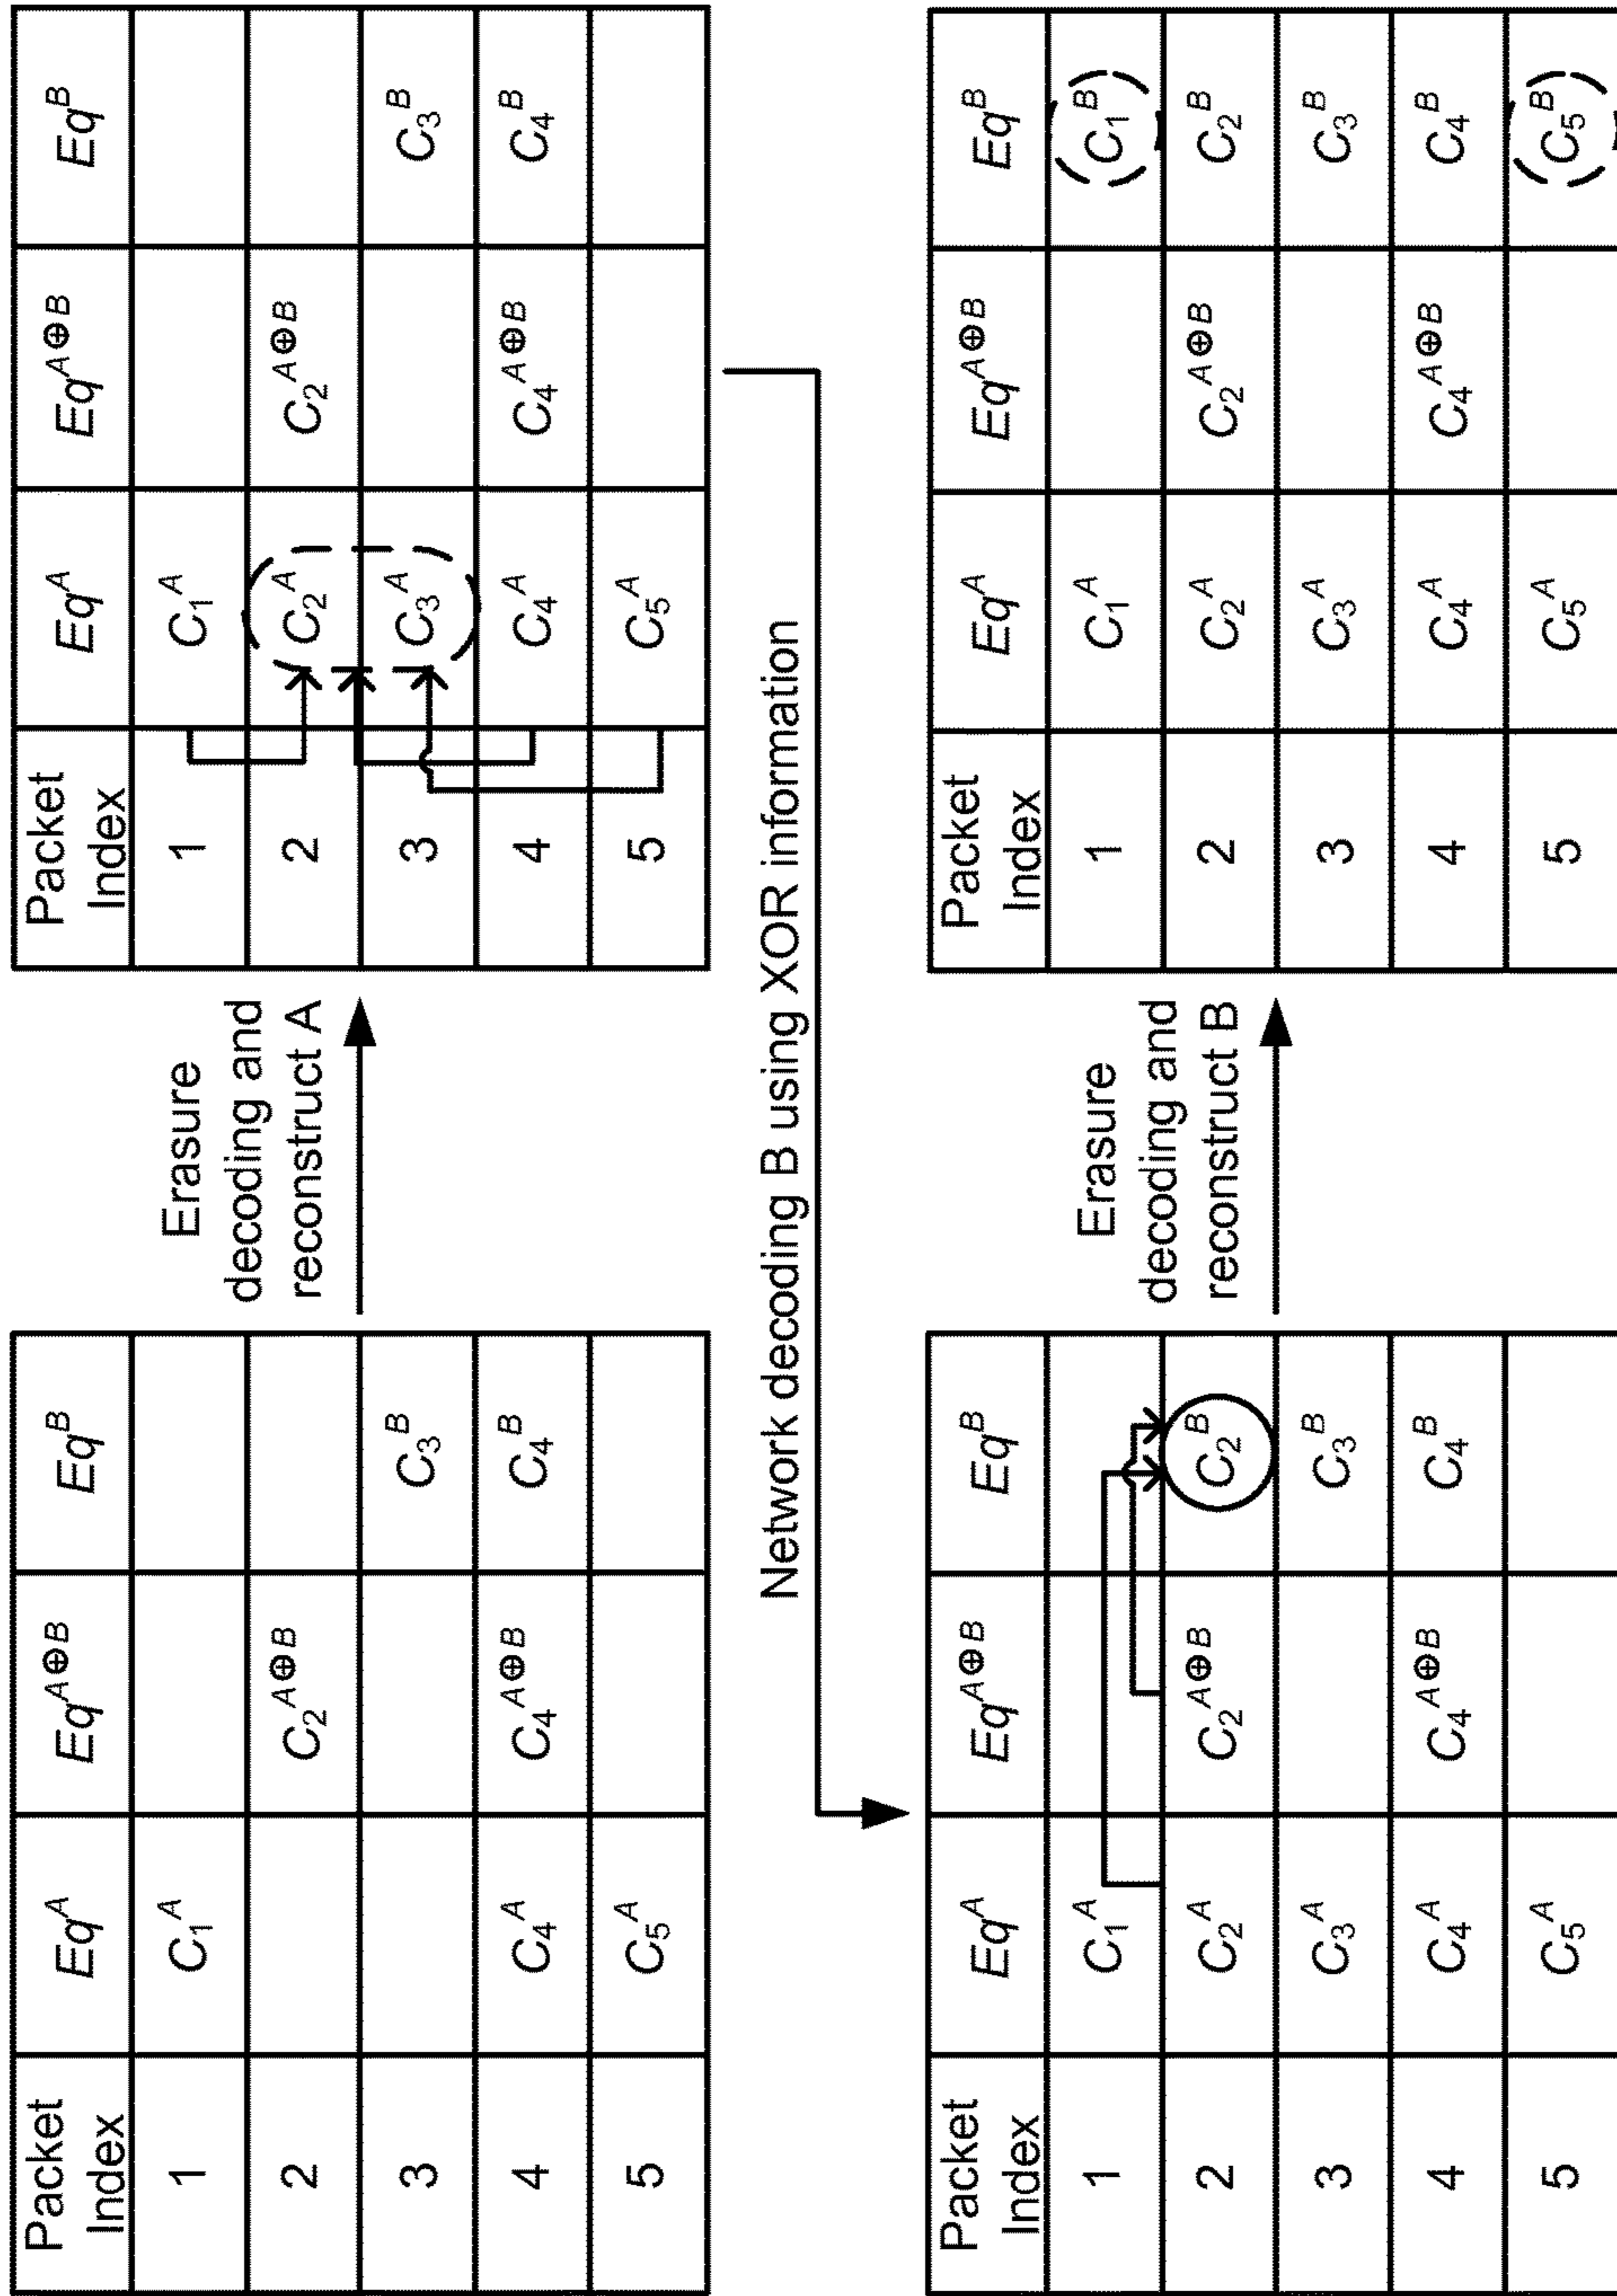 Packet Index Eq^A Eq^{A⊕B} Eq^B
1 C_1^A
2 C_2^{A⊕B}
3 C_3^B
4 C_4^A C_4^{A⊕B} C_4^B
5 C_5^A
Erasure
decoding and
reconstruct A
Packet Index Eq^A Eq^{A⊕B} Eq^B
1 C_1^A
2 C_2^A C_2^{A⊕B}
3 C_3^A C_3^B
4 C_4^A C_4^{A⊕B} C_4^B
5 C_5^A
Network decoding B using XOR information
Packet Index Eq^A Eq^{A⊕B} Eq^B
1 C_1^A
2 C_2^A C_2^{A⊕B} C_2^B
3 C_3^A C_3^B
4 C_4^A C_4^{A⊕B} C_4^B
5 C_5^A
Erasure
decoding and
reconstruct B
Packet Index Eq^A Eq^{A⊕B} Eq^B
1 C_1^A C_1^B
2 C_2^A C_2^{A⊕B} C_2^B
3 C_3^A C_3^B
4 C_4^A C_4^{A⊕B} C_4^B
5 C_5^A C_5^B